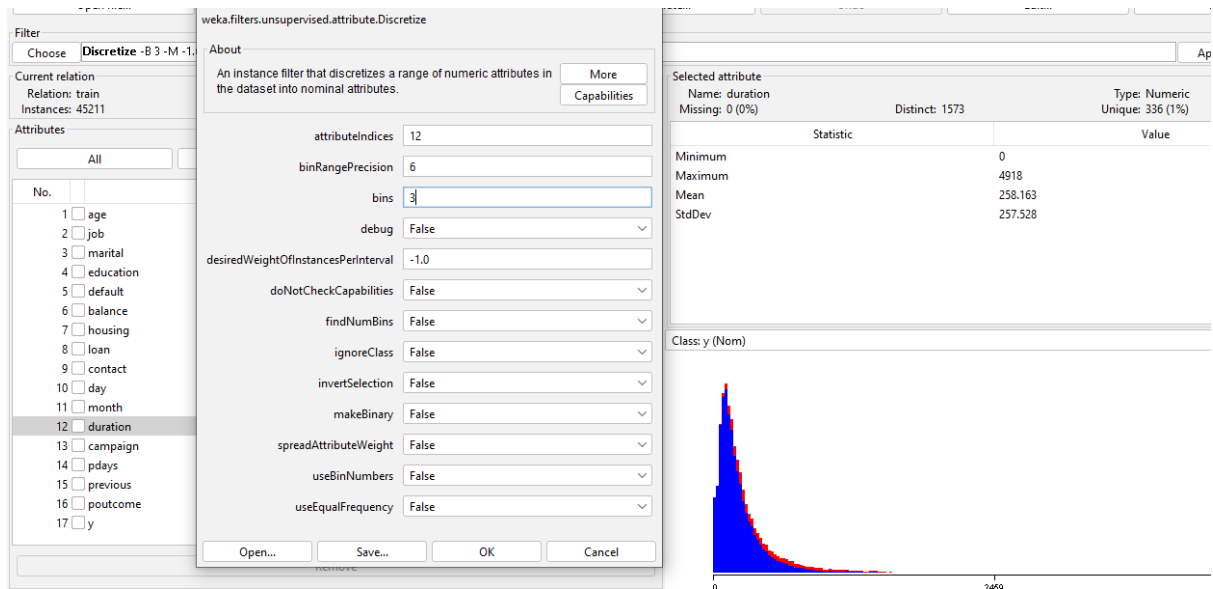 weka.filters.unsupervised.attribute.Discretize
About
An instance filter that discretizes a range of numeric attributes in
the dataset into nominal attributes.
More
Capabilities
attributeIndices 12
binRangePrecision 6
bins 3
debug False
desiredWeightOfInstancesPerInterval -1.0
doNotCheckCapabilities False
findNumBins False
ignoreClass False
invertSelection False
makeBinary False
spreadAttributeWeight False
useBinNumbers False
useEqualFrequency False
Open... Save... OK Cancel
Filter
Choose Discretize -B 3 -M -1.
Ap
Current relation
Relation: train
Instances: 45211
Attributes
All
No.
1 age
2 job
3 marital
4 education
5 default
6 balance
7 housing
8 loan
9 contact
10 day
11 month
12 duration
13 campaign
14 pdays
15 previous
16 poutcome
17 y
Selected attribute
Name: duration Type: Numeric
Missing: 0 (0%) Distinct: 1573 Unique: 336 (1%)
Statistic Value
Minimum 0
Maximum 4918
Mean 258.163
StdDev 257.528
Class: y (Nom)
0 2459